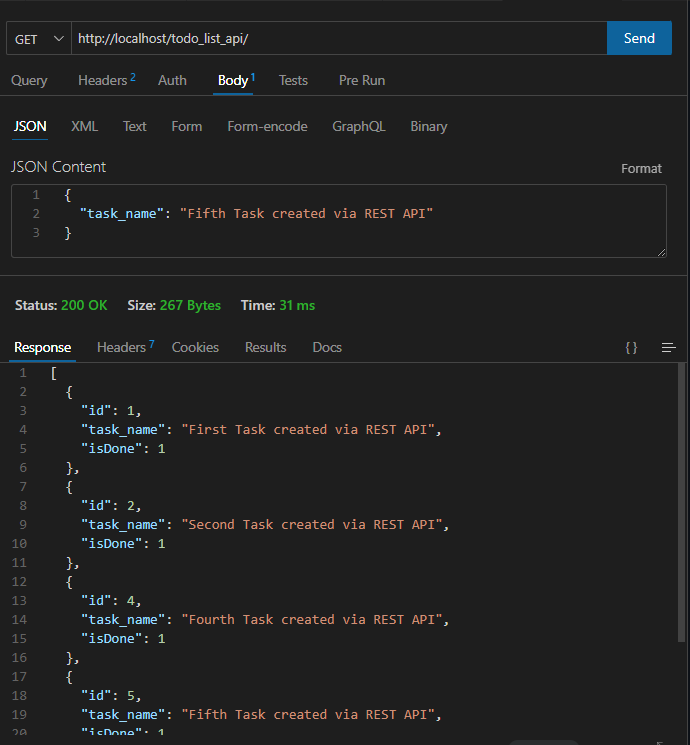 GET http://localhost/todo_list_api/ Send
Query Headers 2 Auth Body 1 Tests Pre Run
JSON XML Text Form Form-encode GraphQL Binary
JSON Content Format
1 {
2 "task_name": "Fifth Task created via REST API"
3 }
Status: 200 OK Size: 267 Bytes Time: 31 ms
Response Headers 7 Cookies Results Docs { }
1 [
2 {
3 "id": 1,
4 "task_name": "First Task created via REST API",
5 "isDone": 1
6 },
7 {
8 "id": 2,
9 "task_name": "Second Task created via REST API",
10 "isDone": 1
11 },
12 {
13 "id": 4,
14 "task_name": "Fourth Task created via REST API",
15 "isDone": 1
16 },
17 {
18 "id": 5,
19 "task_name": "Fifth Task created via REST API",
20 "isDone": 1